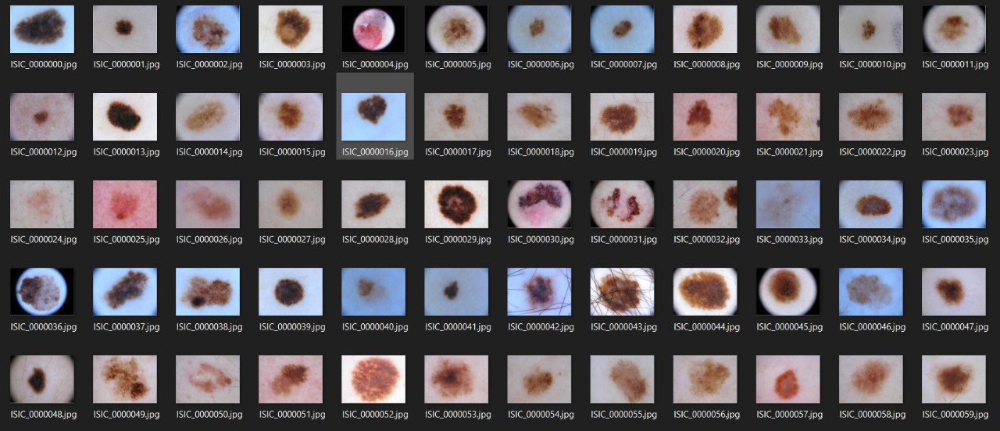 ISIC_0000000.jpg ISIC_0000001.jpg ISIC_0000002.jpg ISIC_0000003.jpg ISIC_0000004.jpg ISIC_0000005.jpg ISIC_0000006.jpg ISIC_0000007.jpg ISIC_0000008.jpg ISIC_0000009.jpg ISIC_0000010.jpg ISIC_0000011.jpg
ISIC_0000012.jpg ISIC_0000013.jpg ISIC_0000014.jpg ISIC_0000015.jpg ISIC_0000016.jpg ISIC_0000017.jpg ISIC_0000018.jpg ISIC_0000019.jpg ISIC_0000020.jpg ISIC_0000021.jpg ISIC_0000022.jpg ISIC_0000023.jpg
ISIC_0000024.jpg ISIC_0000025.jpg ISIC_0000026.jpg ISIC_0000027.jpg ISIC_0000028.jpg ISIC_0000029.jpg ISIC_0000030.jpg ISIC_0000031.jpg ISIC_0000032.jpg ISIC_0000033.jpg ISIC_0000034.jpg ISIC_0000035.jpg
ISIC_0000036.jpg ISIC_0000037.jpg ISIC_0000038.jpg ISIC_0000039.jpg ISIC_0000040.jpg ISIC_0000041.jpg ISIC_0000042.jpg ISIC_0000043.jpg ISIC_0000044.jpg ISIC_0000045.jpg ISIC_0000046.jpg ISIC_0000047.jpg
ISIC_0000048.jpg ISIC_0000049.jpg ISIC_0000050.jpg ISIC_0000051.jpg ISIC_0000052.jpg ISIC_0000053.jpg ISIC_0000054.jpg ISIC_0000055.jpg ISIC_0000056.jpg ISIC_0000057.jpg ISIC_0000058.jpg ISIC_0000059.jpg